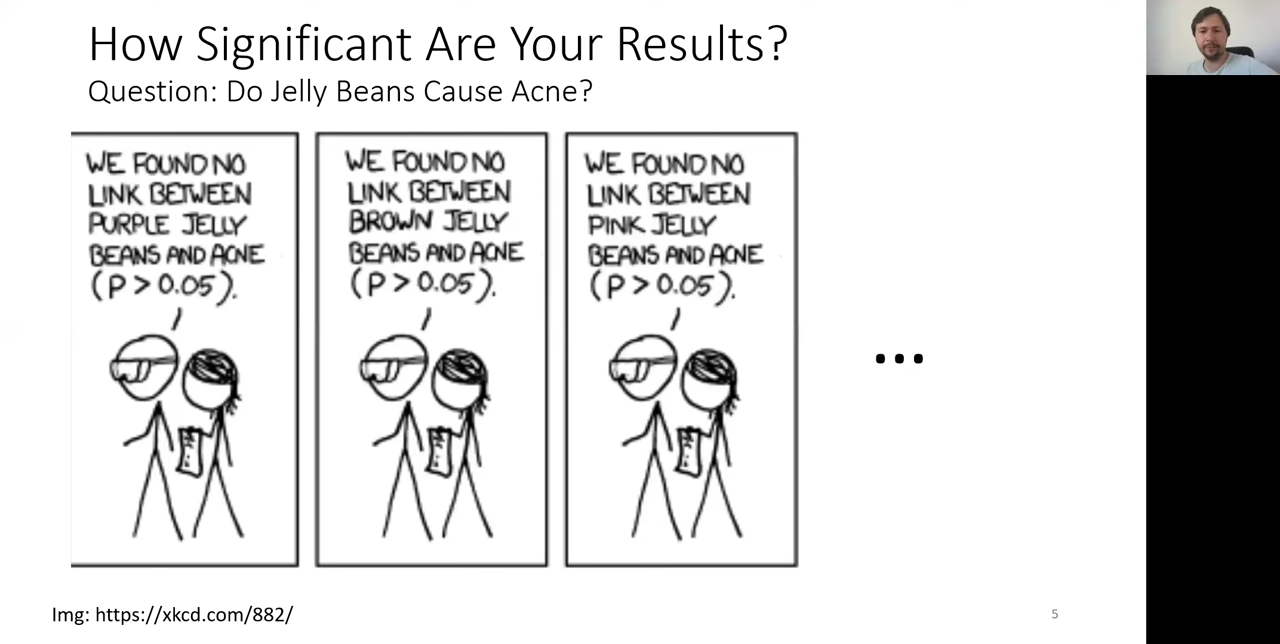 How Significant Are Your Results?
Question: Do Jelly Beans Cause Acne?
WE FOUND NO
LINK BETWEEN
PURPLE JELLY
BEANS AND ACNE
(P > 0.05).
WE FOUND NO
LINK BETWEEN
BROWN JELLY
BEANS AND ACNE
(P > 0.05).
WE FOUND NO
LINK BETWEEN
PINK JELLY
BEANS AND ACNE
(P > 0.05).
...
Img: https://xkcd.com/882/
5